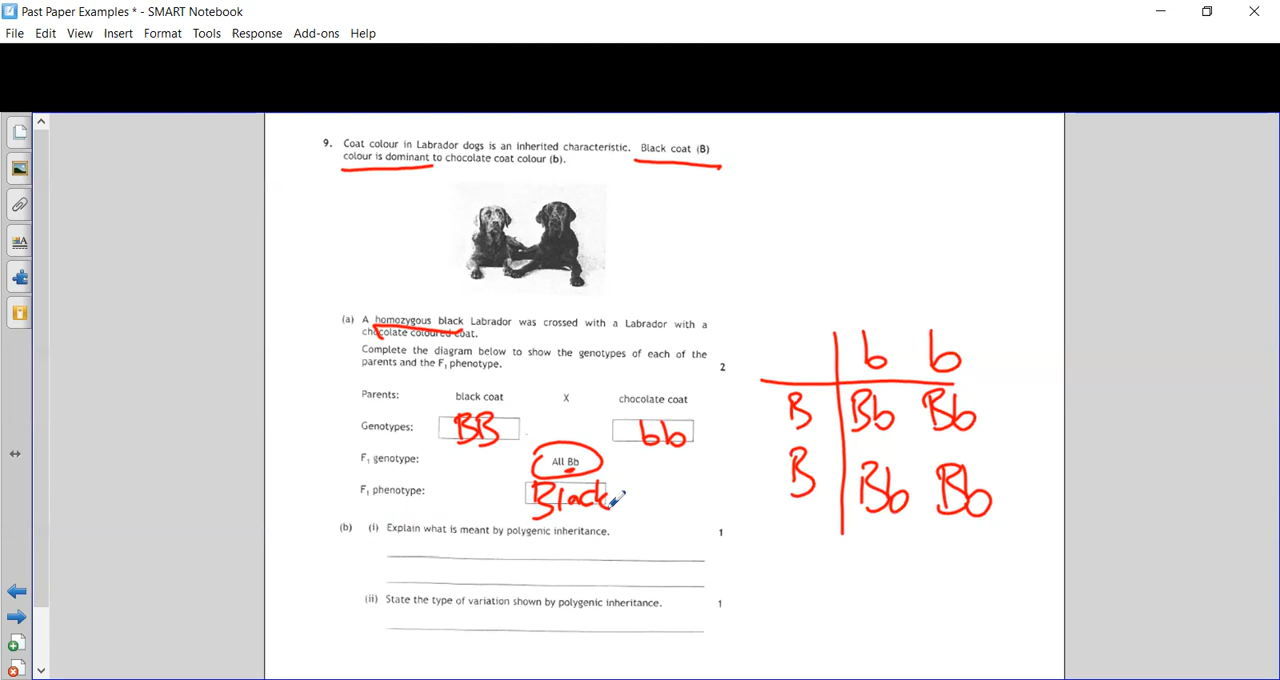 Past Paper Examples * - SMART Notebook
File Edit View Insert Format Tools Response Add-ons Help
9. Coat colour in Labrador dogs is an inherited characteristic. Black coat (B)
colour is dominant to chocolate coat colour (b).
(a) A homozygous black Labrador was crossed with a Labrador with a
chocolate coloured coat.
Complete the diagram below to show the genotypes of each of the
parents and the F₁ phenotype. 2
Parents: black coat X chocolate coat
Genotypes: BB bb
F₁ genotype: All Bb
F₁ phenotype: Black
b b
B Bb Bb
B Bb Bb
(b) (i) Explain what is meant by polygenic inheritance. 1
(ii) State the type of variation shown by polygenic inheritance. 1